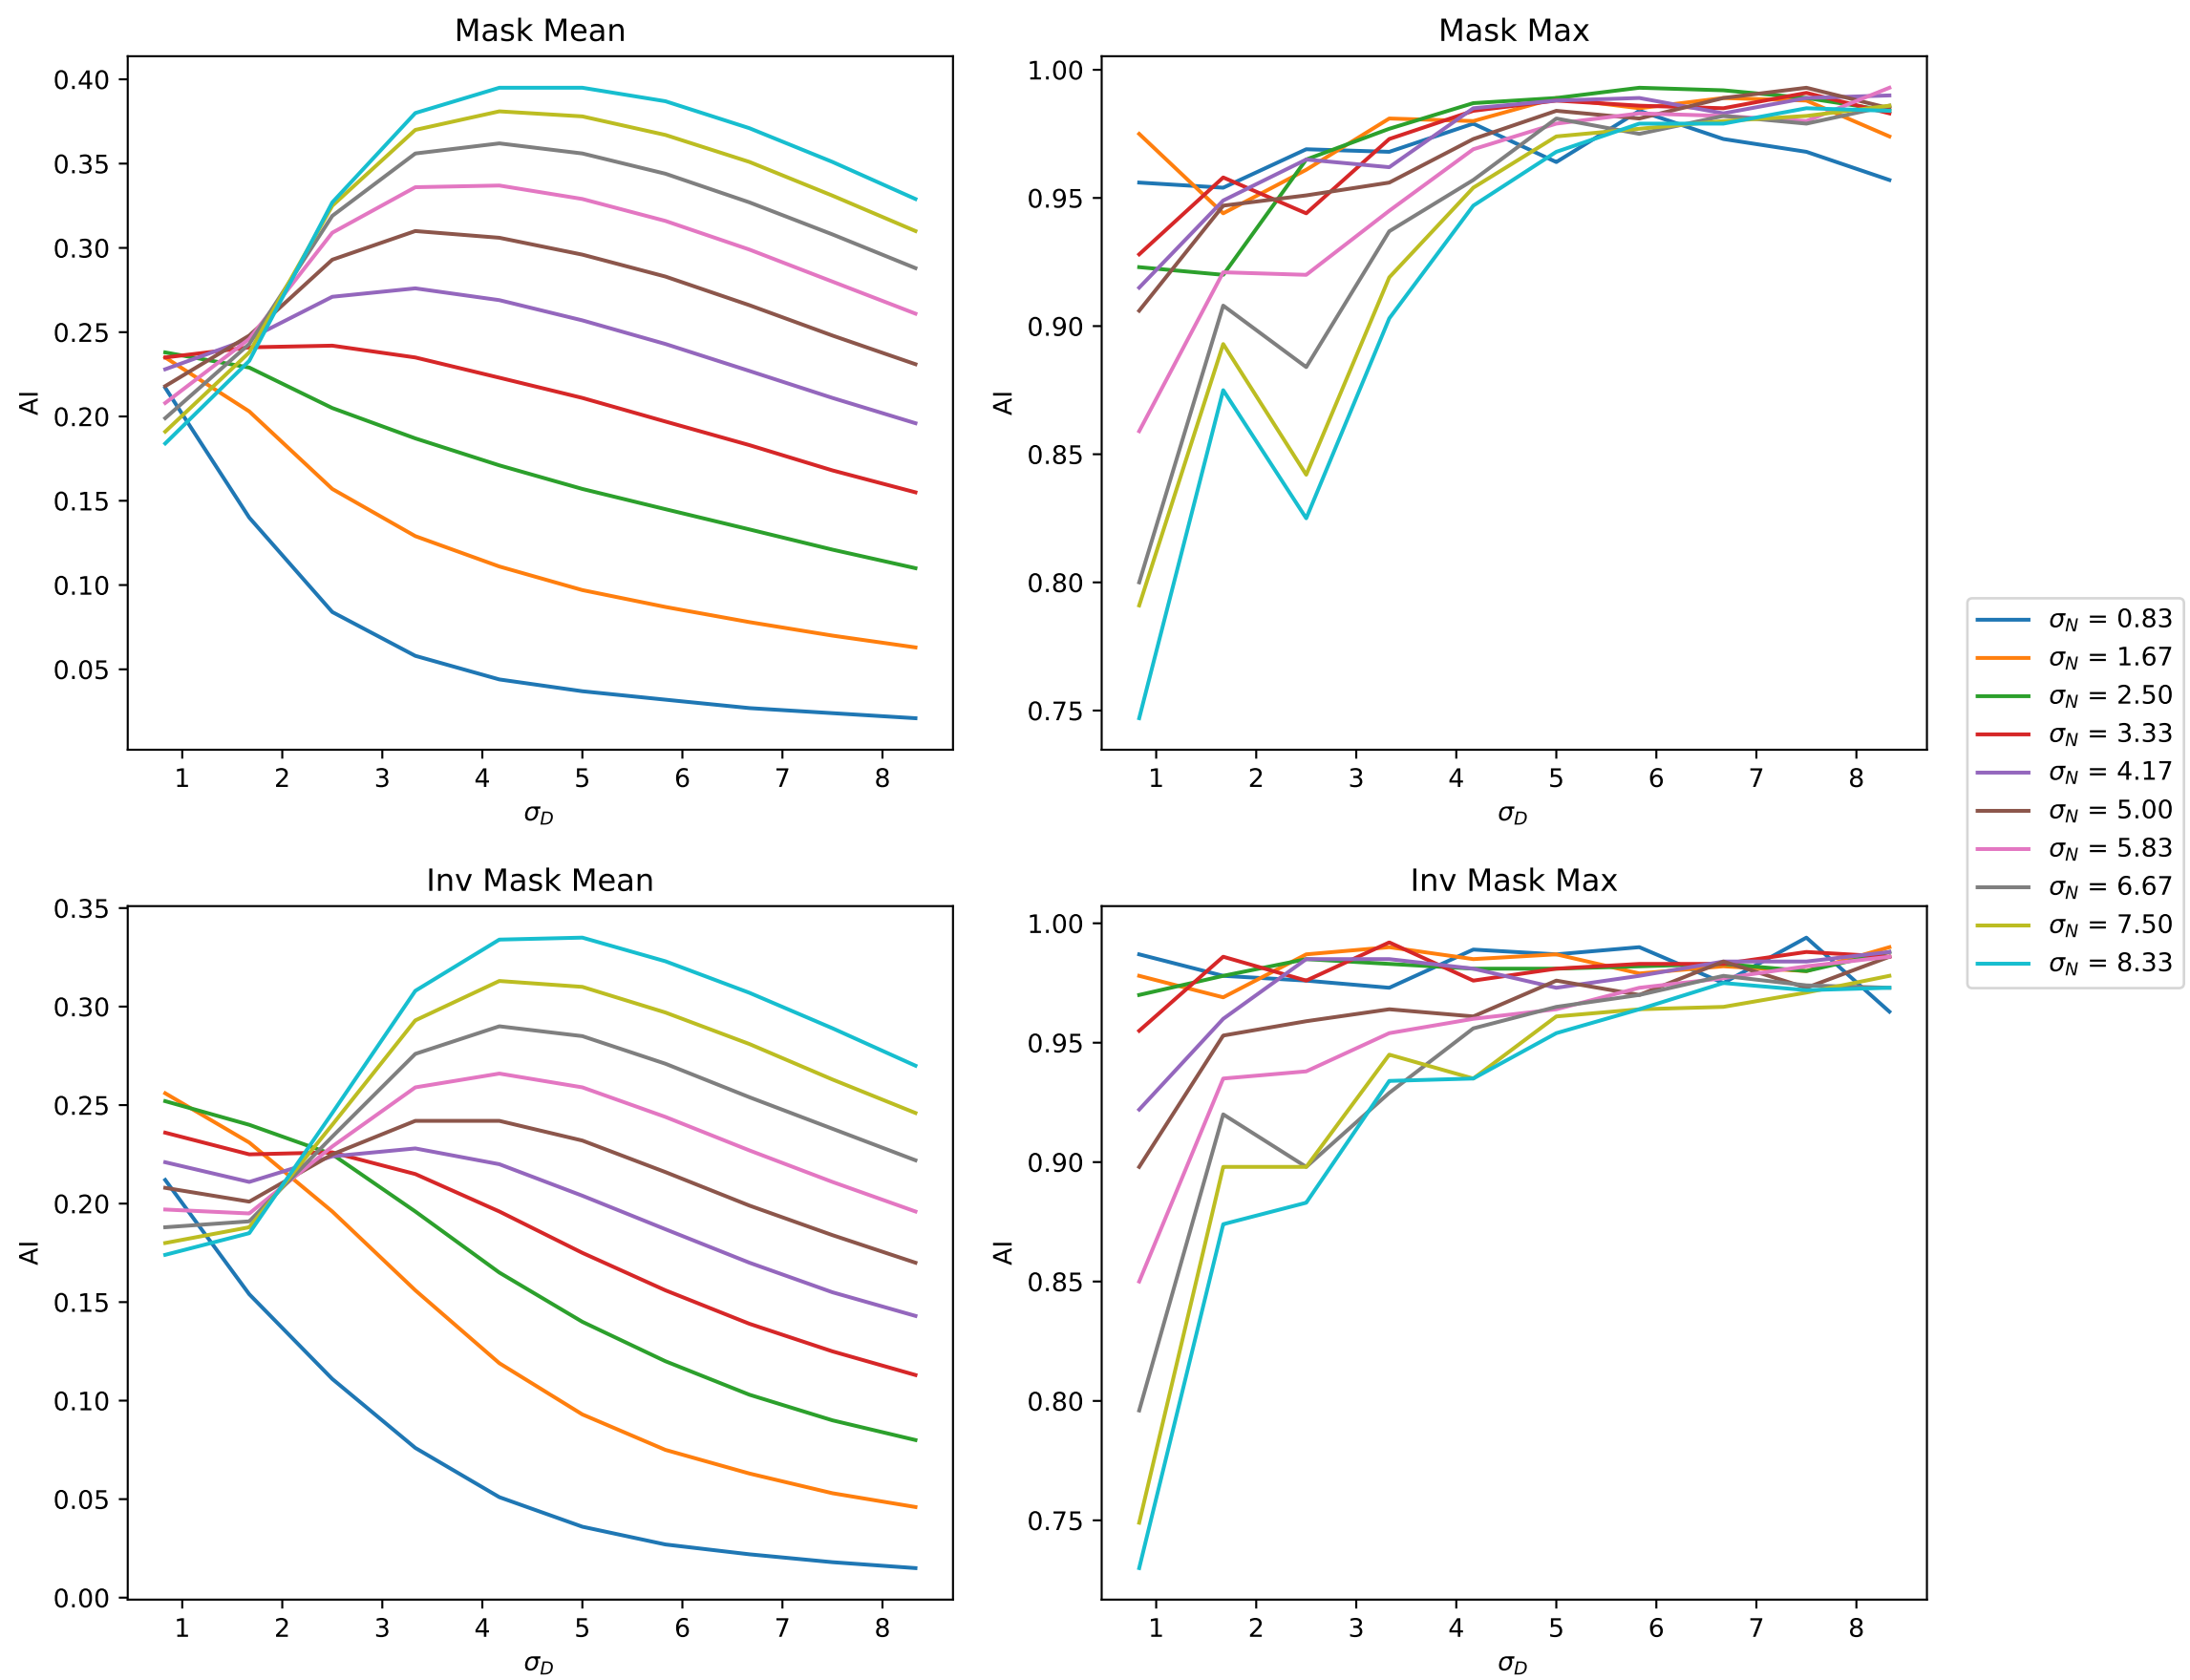 Mask Mean
0.40
0.35
0.30
0.25
0.20
0.15
0.10
0.05
AI
1 2 3 4 5 6 7 8
σD
Mask Max
1.00
0.95
0.90
0.85
0.80
0.75
AI
1 2 3 4 5 6 7 8
σD
Inv Mask Mean
0.35
0.30
0.25
0.20
0.15
0.10
0.05
0.00
AI
1 2 3 4 5 6 7 8
σD
Inv Mask Max
1.00
0.95
0.90
0.85
0.80
0.75
AI
1 2 3 4 5 6 7 8
σD
σN = 0.83
σN = 1.67
σN = 2.50
σN = 3.33
σN = 4.17
σN = 5.00
σN = 5.83
σN = 6.67
σN = 7.50
σN = 8.33